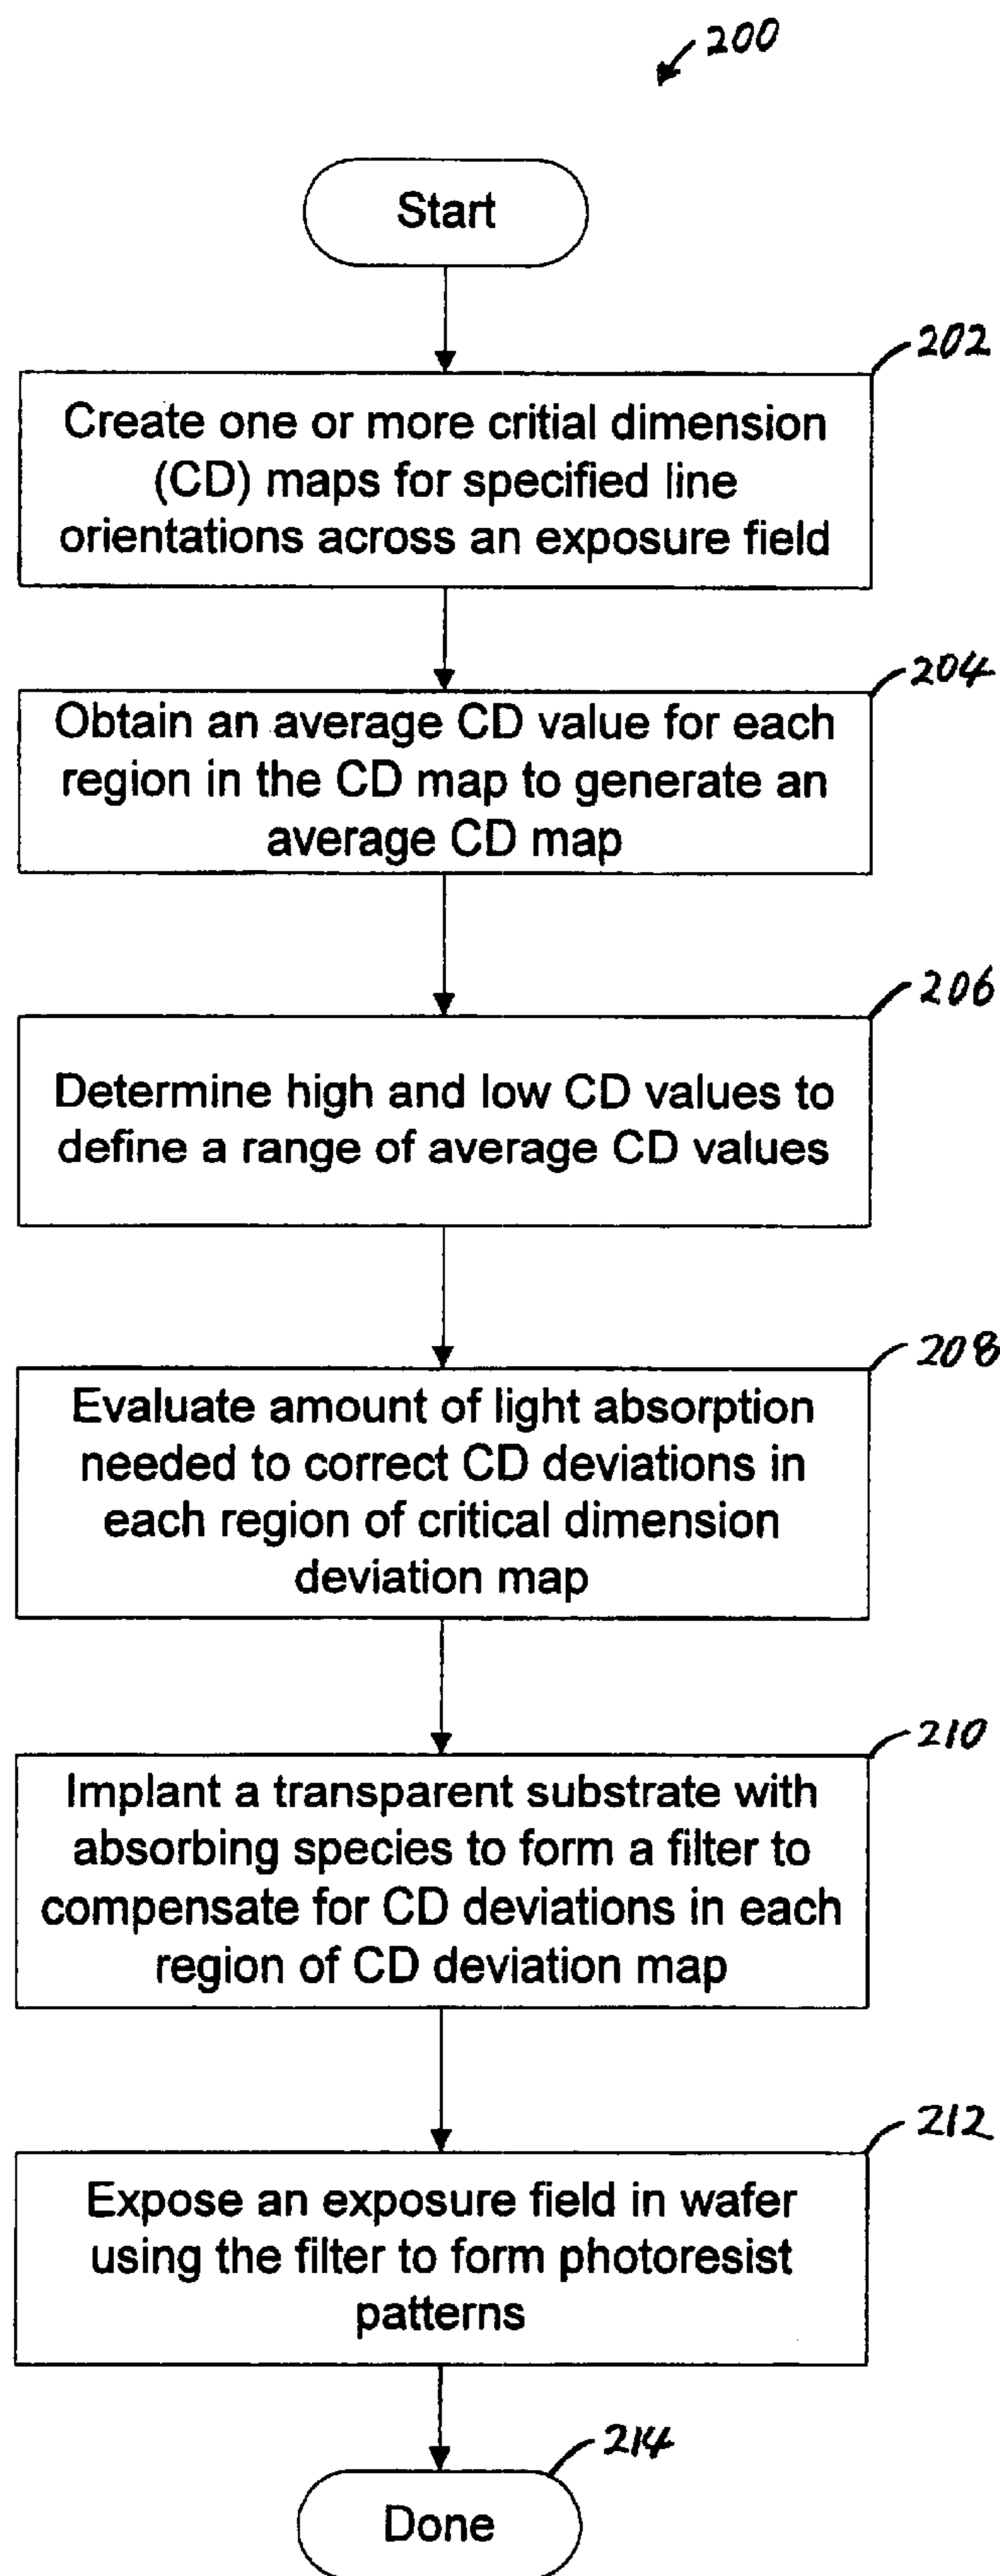 200
Start
202
Create one or more critial dimension
(CD) maps for specified line
orientations across an exposure field
204
Obtain an average CD value for each
region in the CD map to generate an
average CD map
206
Determine high and low CD values to
define a range of average CD values
208
Evaluate amount of light absorption
needed to correct CD deviations in
each region of critical dimension
deviation map
210
Implant a transparent substrate with
absorbing species to form a filter to
compensate for CD deviations in each
region of CD deviation map
212
Expose an exposure field in wafer
using the filter to form photoresist
patterns
214
Done